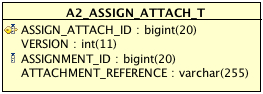 A2_ASSIGN_ATTACH_T
ASSIGN_ATTACH_ID : bigint(20)
VERSION : int(11)
ASSIGNMENT_ID : bigint(20)
ATTACHMENT_REFERENCE : varchar(255)